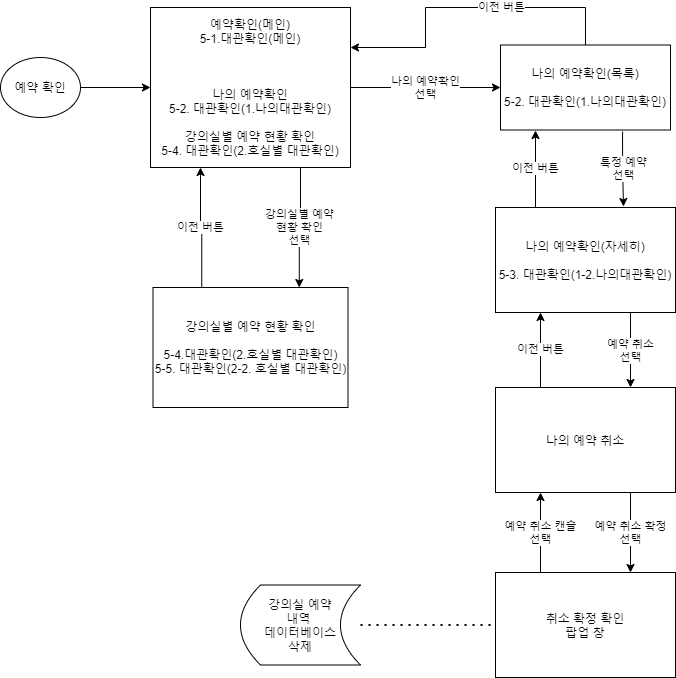 이전 버튼
예약확인(메인)
5-1.대관확인(메인)
예약 확인
나의 예약확인
5-2. 대관확인(1.나의대관확인)
강의실별 예약 현황 확인
5-4. 대관확인(2.호실별 대관확인)
나의 예약확인
선택
나의 예약확인(목록)
5-2. 대관확인(1.나의대관확인)
이전 버튼
특정 예약
선택
이전 버튼
강의실별 예약
현황 확인
선택
나의 예약확인(자세히)
5-3. 대관확인(1-2.나의대관확인)
강의실별 예약 현황 확인
5-4.대관확인(2.호실별 대관확인)
5-5. 대관확인(2-2. 호실별 대관확인)
이전 버튼
예약 취소
선택
나의 예약 취소
예약 취소 캔슬
선택
예약 취소 확정
선택
강의실 예약
내역
데이터베이스
삭제
취소 확정 확인
팝업 창